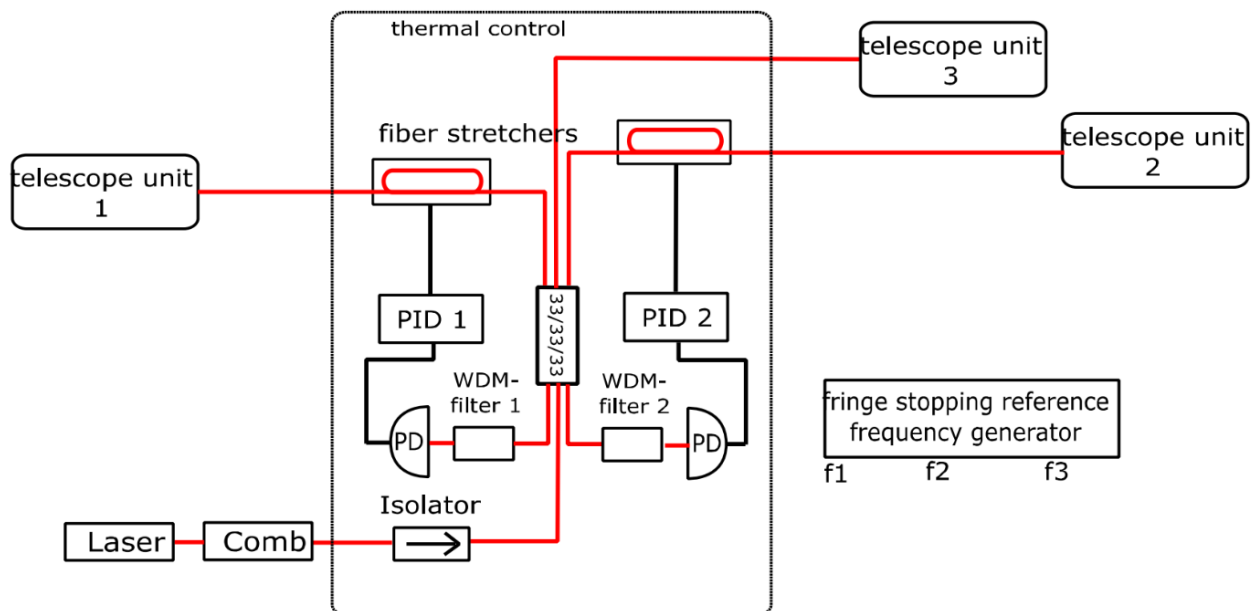 thermal control
telescope unit
3
fiber stretchers
telescope unit
2
telescope unit
1
PID 1
33/33/33
PID 2
WDM-
filter 1
WDM-
filter 2
PD
PD
fringe stopping reference
frequency generator
f1 f2 f3
Isolator
Laser
Comb